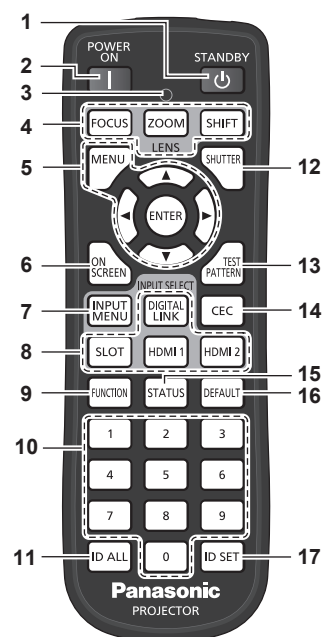 1
POWER
ON
STANDBY
2
3
4
FOCUS
ZOOM
SHIFT
LENS
5
MENU
SHUTTER
12
ENTER
6
ON
SCREEN
TEST
PATTERN
13
INPUT SELECT
7
INPUT
MENU
DIGITAL
LINK
CEC
14
8
SLOT
HDMI 1
HDMI 2
15
9
FUNCTION
STATUS
DEFAULT
16
10
1
2
3
4
5
6
7
8
9
11
ID ALL
0
ID SET
17
Panasonic
PROJECTOR